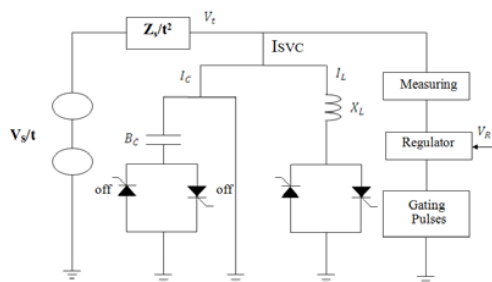 Zs/t²
Vt
ISVC
IC
IL
Measuring
XL
VS/t
BC
VR
Regulator
off
off
Gating
Pulses